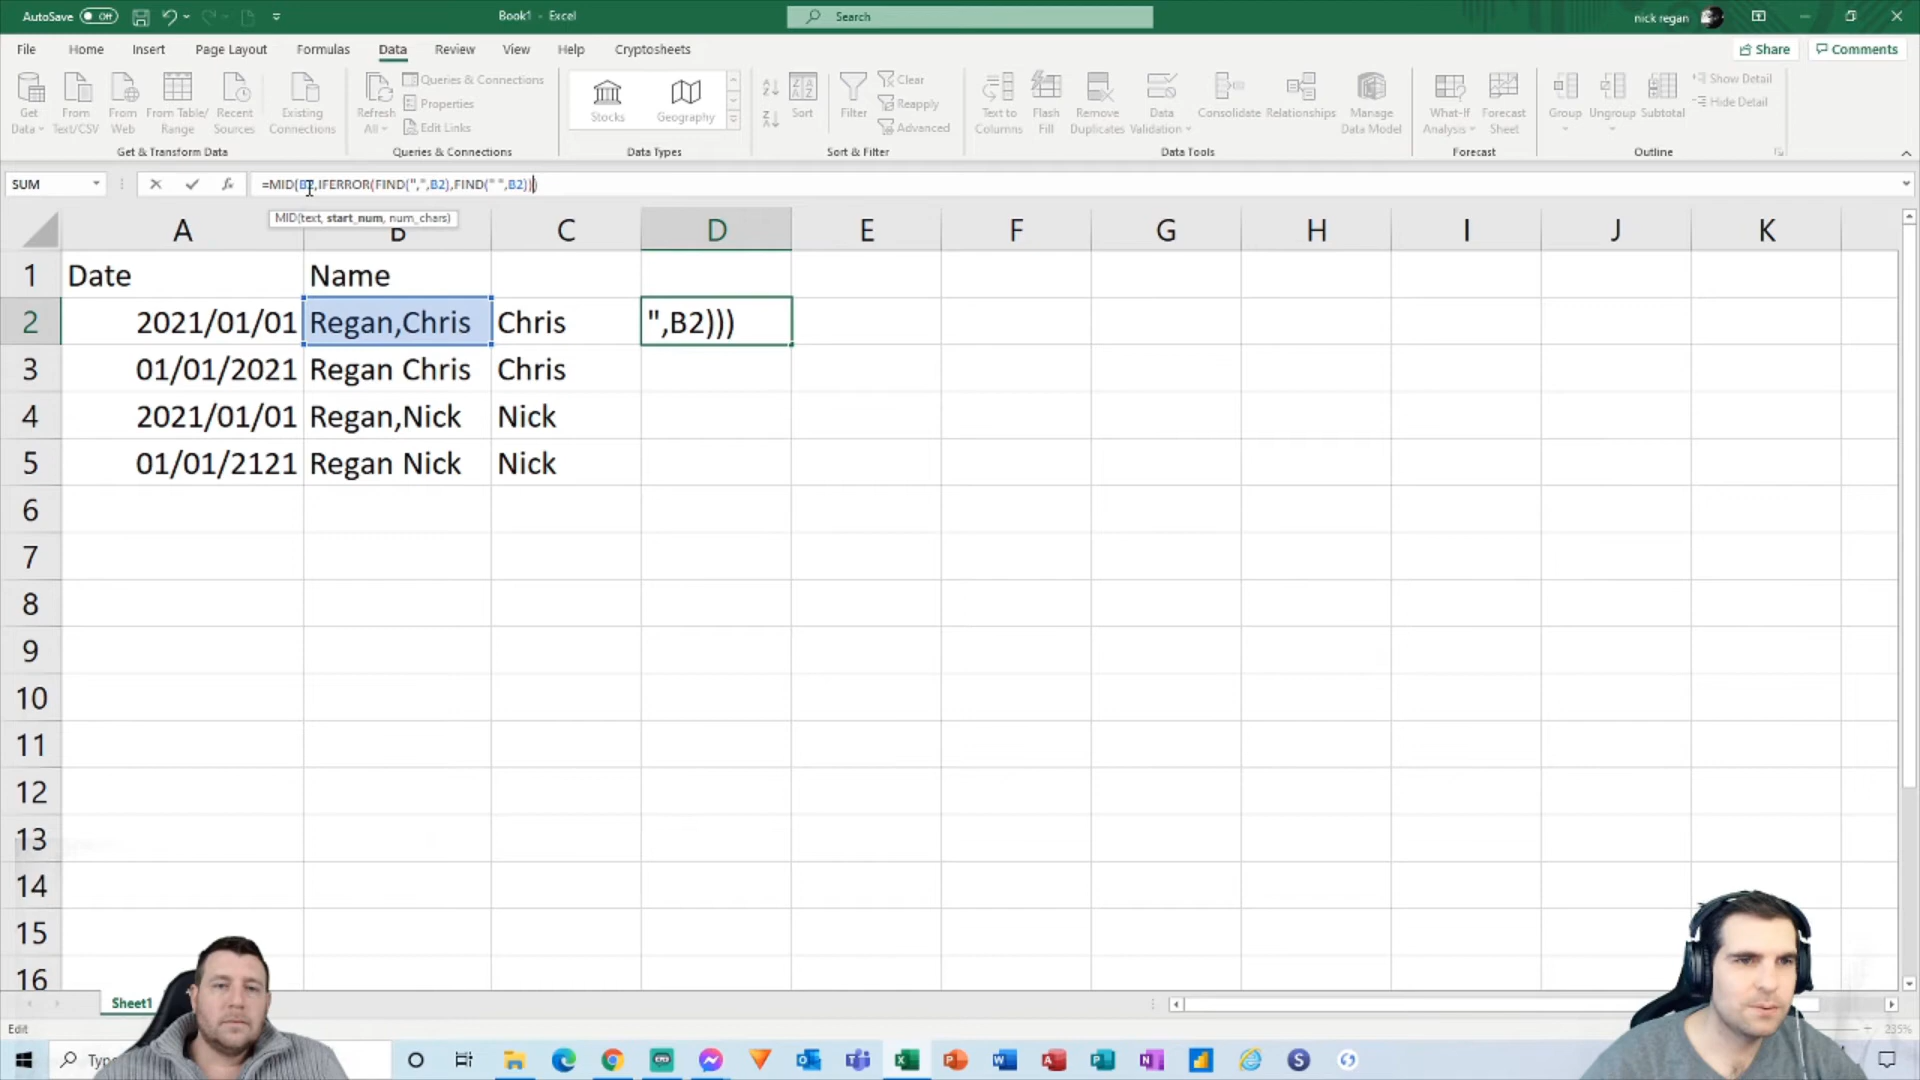 AutoSave Off Book1 - Excel Search nick regan
File Home Insert Page Layout Formulas Data Review View Help Cryptosheets Share Comments
Get Data From Text/CSV From Web From Table/ Range Recent Sources Existing Connections Refresh All Queries & Connections Properties Edit Links Stocks Geography Sort Filter Clear Reapply Advanced Text to Columns Flash Fill Remove Duplicates Data Validation Consolidate Relationships Manage Data Model What-If Analysis Forecast Sheet Group Ungroup Subtotal Show Detail Hide Detail
Get & Transform Data Queries & Connections Data Types Sort & Filter Data Tools Forecast Outline
SUM fx =MID(B2,IFERROR(FIND(",",B2),FIND(" ",B2)))
MID(text, start_num, num_chars)
A B C D E F G H I J K
1 Date Name
2 2021/01/01 Regan,Chris Chris ",B2)))
3 01/01/2021 Regan Chris Chris
4 2021/01/01 Regan,Nick Nick
5 01/01/2121 Regan Nick Nick
6
7
8
9
10
11
12
13
14
15
16
Sheet1
Edit 235%